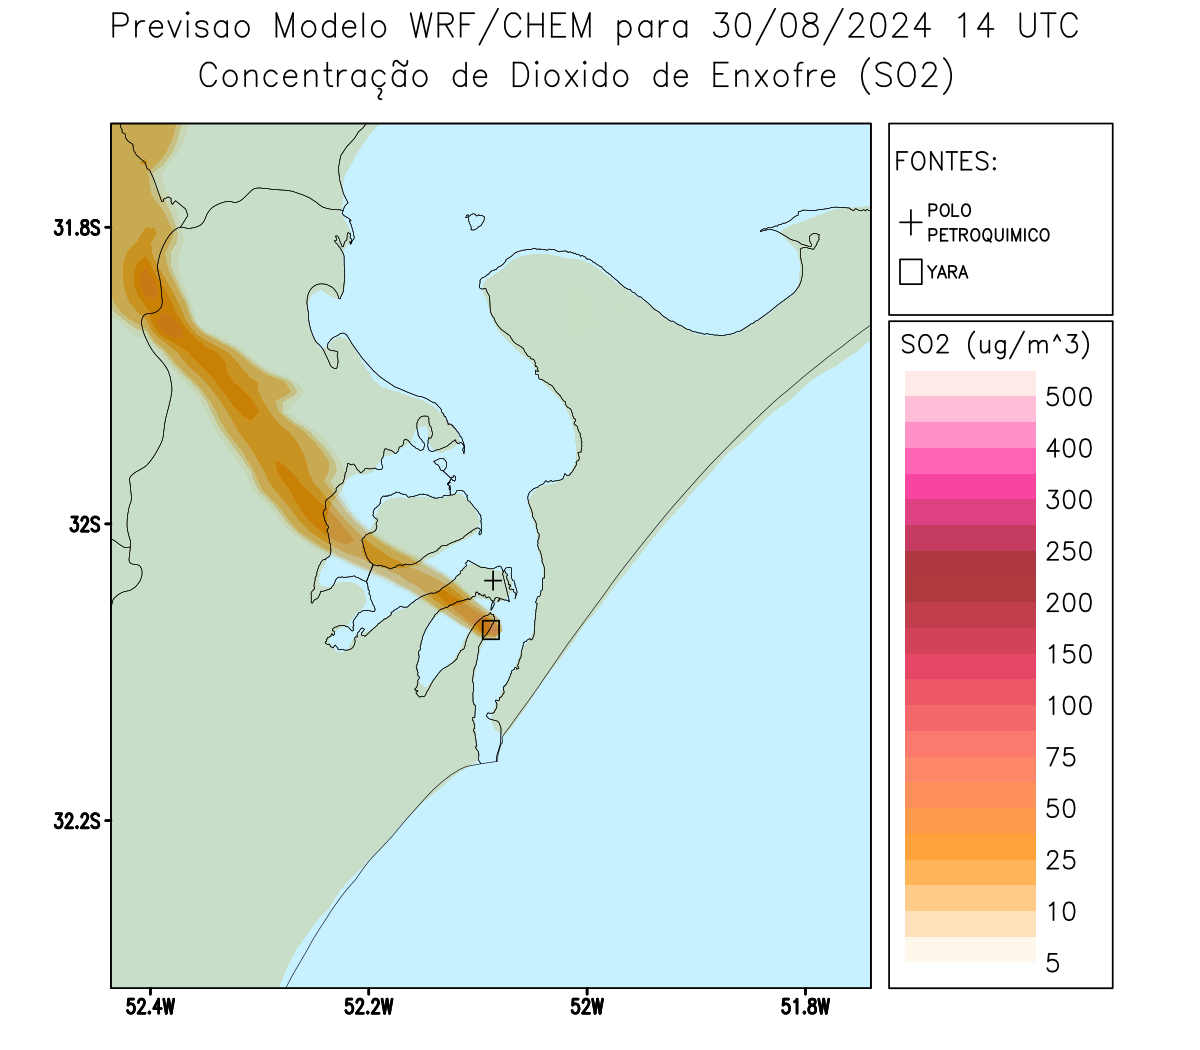 Previsao Modelo WRF/CHEM para 30/08/2024 14 UTC
Concentração de Dioxido de Enxofre (SO2)
FONTES:
POLO
PETROQUIMICO
YARA
SO2 (ug/m^3)
500
400
300
250
200
150
100
75
50
25
10
5
31.8S
32S
32.2S
52.4W
52.2W
52W
51.8W